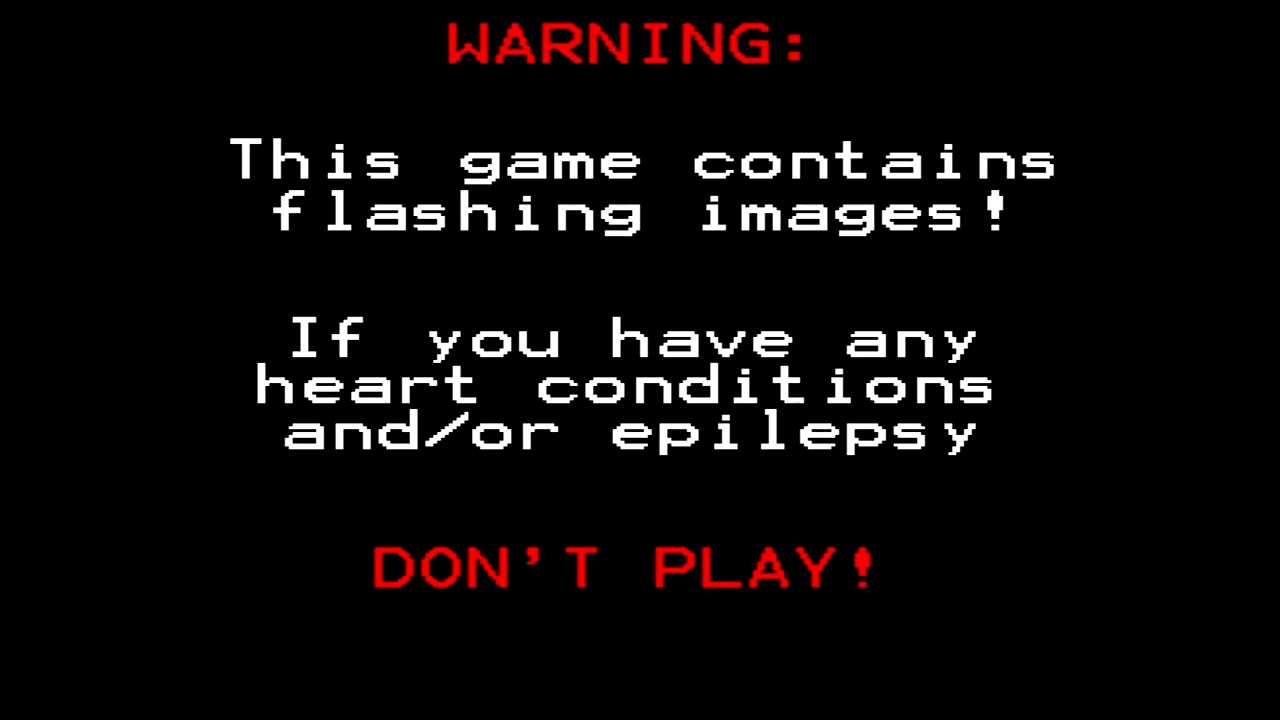 WARNING:
This game contains
flashing images!
If you have any
heart conditions
and/or epilepsy
DON'T PLAY!